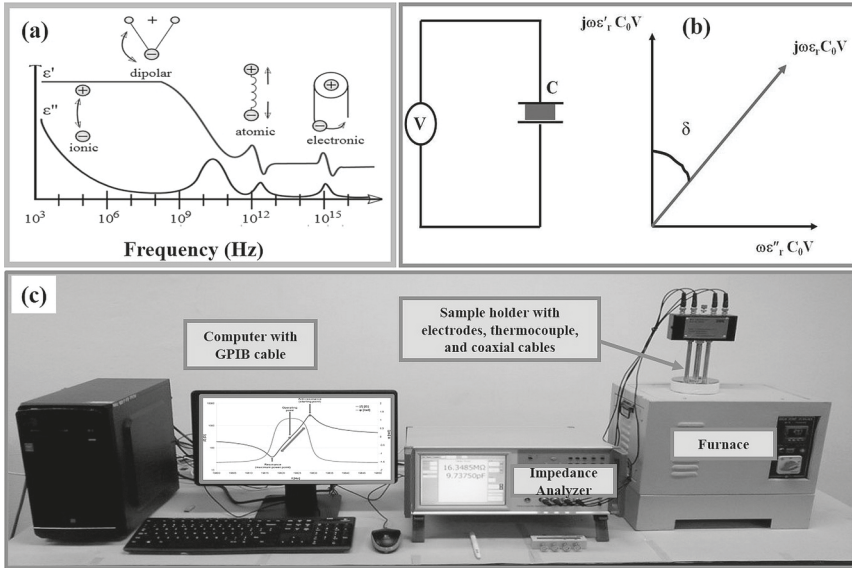 (a)
+
−
dipolar
ε'
ε''
+
−
ionic
+
−
atomic
+
−
electronic
10³ 10⁶ 10⁹ 10¹² 10¹⁵
Frequency (Hz)
(b)
V
C
jωε′ᵣ C₀V
jωεᵣC₀V
δ
ωε″ᵣ C₀V
(c)
Computer with
GPIB cable
Sample holder with
electrodes, thermocouple,
and coaxial cables
Furnace
Impedance
Analyzer
16.3485MΩ
9.73750pF